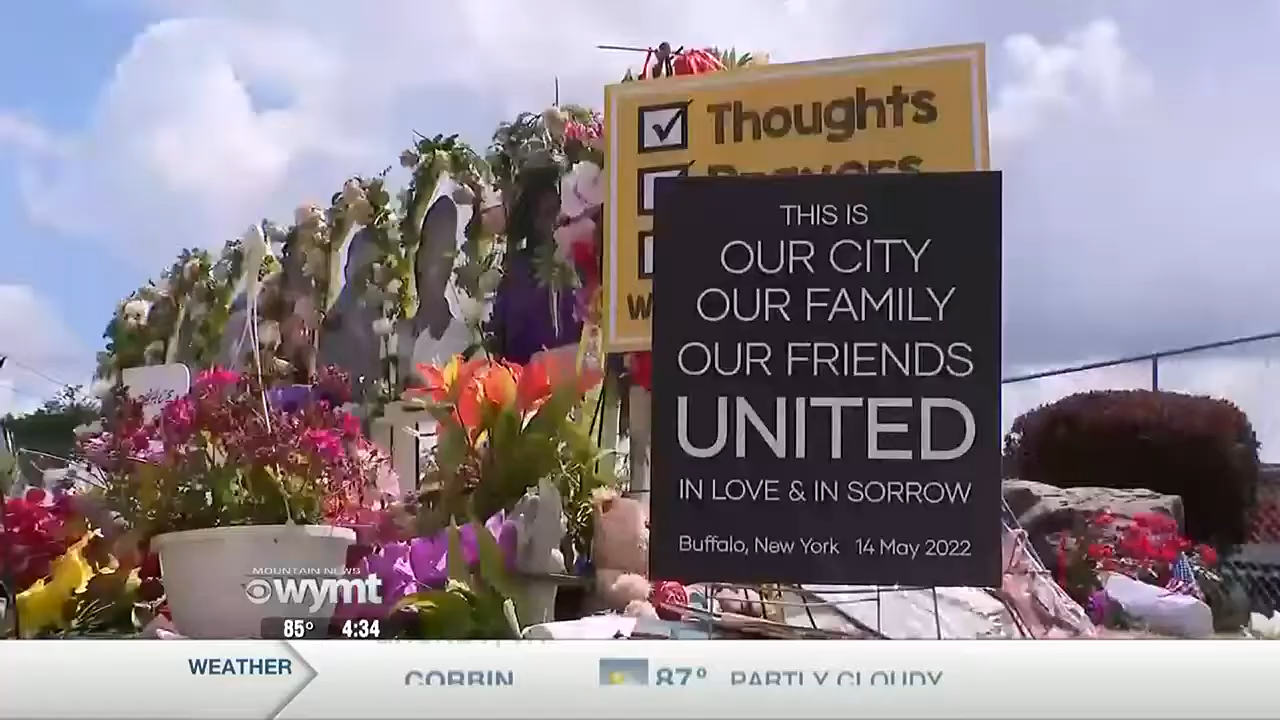 Thoughts
Prayers
W
THIS IS
OUR CITY
OUR FAMILY
OUR FRIENDS
UNITED
IN LOVE & IN SORROW
Buffalo, New York 14 May 2022
MOUNTAIN NEWS
wymt
85° 4:34
WEATHER
CORBIN 87° PARTLY CLOUDY